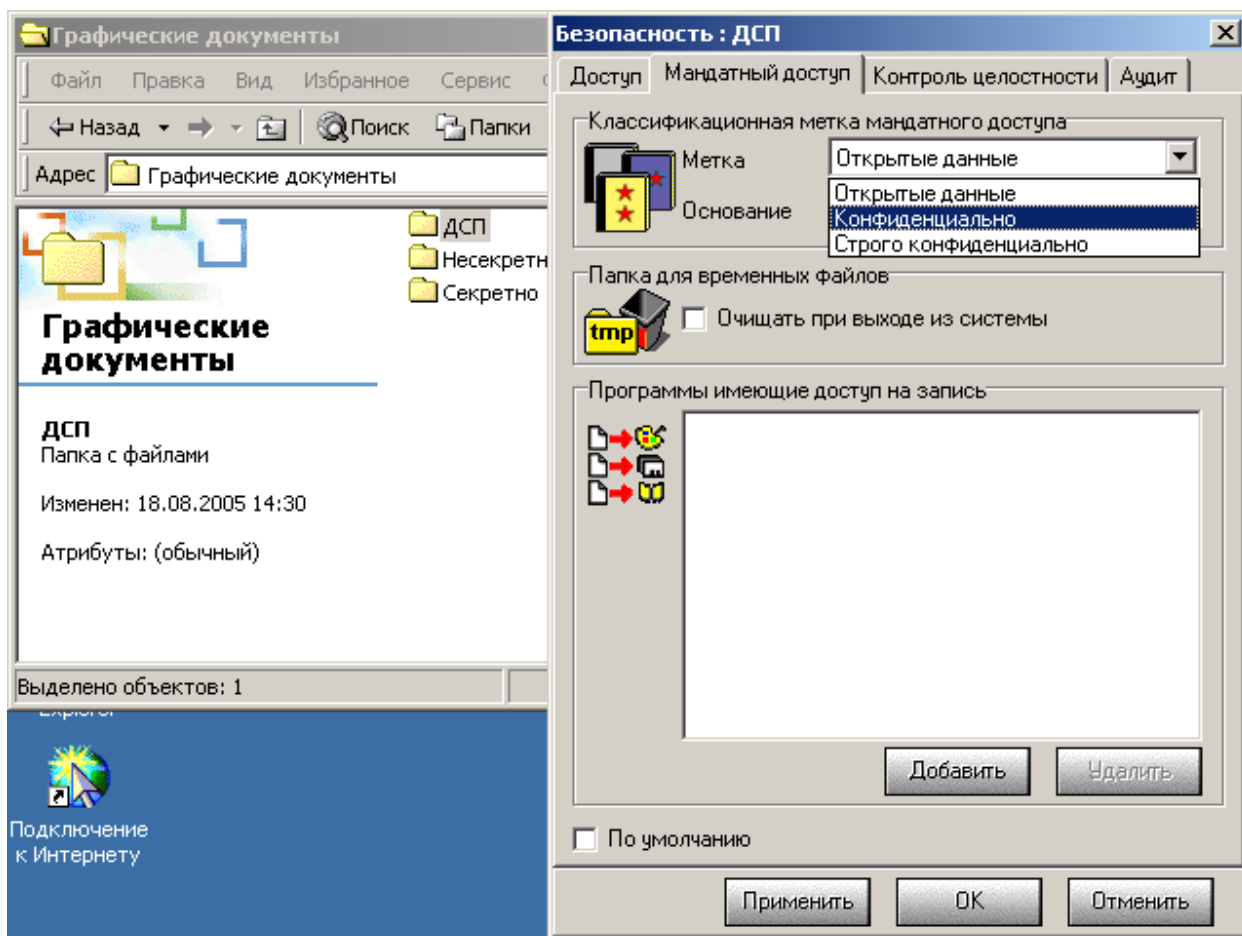 Графические документы
Файл Правка Вид Избранное Сервис
Назад Поиск Папки
Адрес Графические документы
ДСП
Несекретн
Секретно
Графические
документы
ДСП
Папка с файлами
Изменен: 18.08.2005 14:30
Атрибуты: (обычный)
Выделено объектов: 1
Подключение
к Интернету
Безопасность : ДСП
Доступ Мандатный доступ Контроль целостности Аудит
Классификационная метка мандатного доступа
Метка Открытые данные
Открытые данные
Основание Конфиденциально
Строго конфиденциально
Папка для временных файлов
tmp Очищать при выходе из системы
Программы имеющие доступ на запись
Добавить Удалить
По умолчанию
Применить OK Отменить